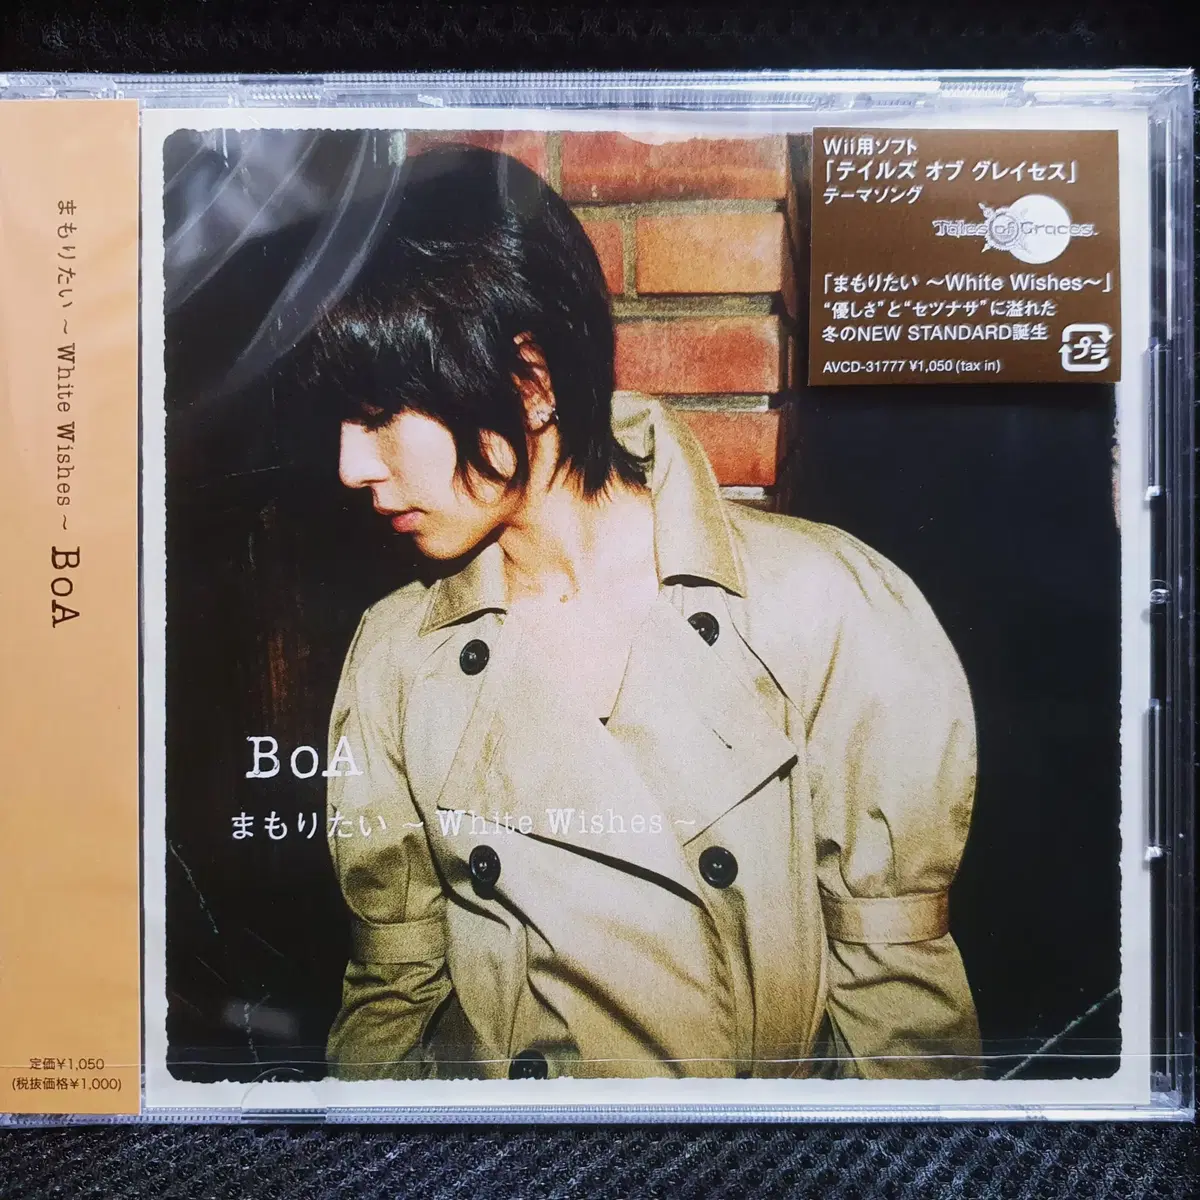 まもりたい ~ White Wishes ~ BoA
定価¥1,050
(税抜価格¥1,000)
Wii用ソフト
「テイルズ オブ グレイセス」
テーマソング
Tales of Graces
「まもりたい 〜White Wishes〜」
“優しさ”と“セツナサ”に溢れた
冬のNEW STANDARD誕生
プラ
AVCD-31777 ¥1,050 (tax in)
BoA
まもりたい ~ White Wishes ~